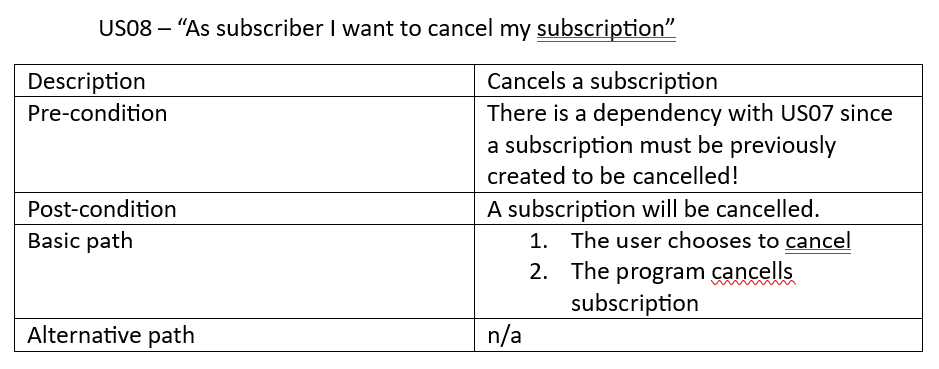 US08 – “As subscriber I want to cancel my subscription”
Description
Cancels a subscription
Pre-condition
There is a dependency with US07 since
a subscription must be previously
created to be cancelled!
Post-condition
A subscription will be cancelled.
Basic path
1. The user chooses to cancel
2. The program cancells
subscription
Alternative path
n/a